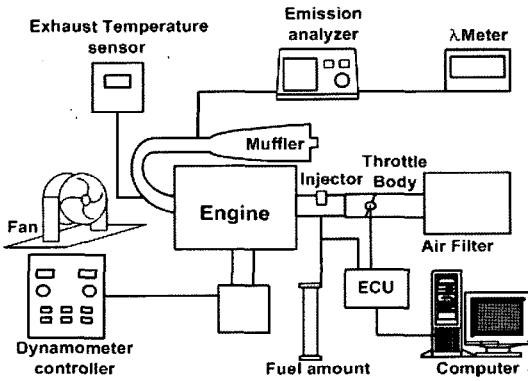 Exhaust Temperature
sensor
Emission
analyzer
λMeter
Muffler
Injector
Throttle
Body
Fan
Engine
Air Filter
ECU
Dynamometer
controller
Fuel amount
Computer